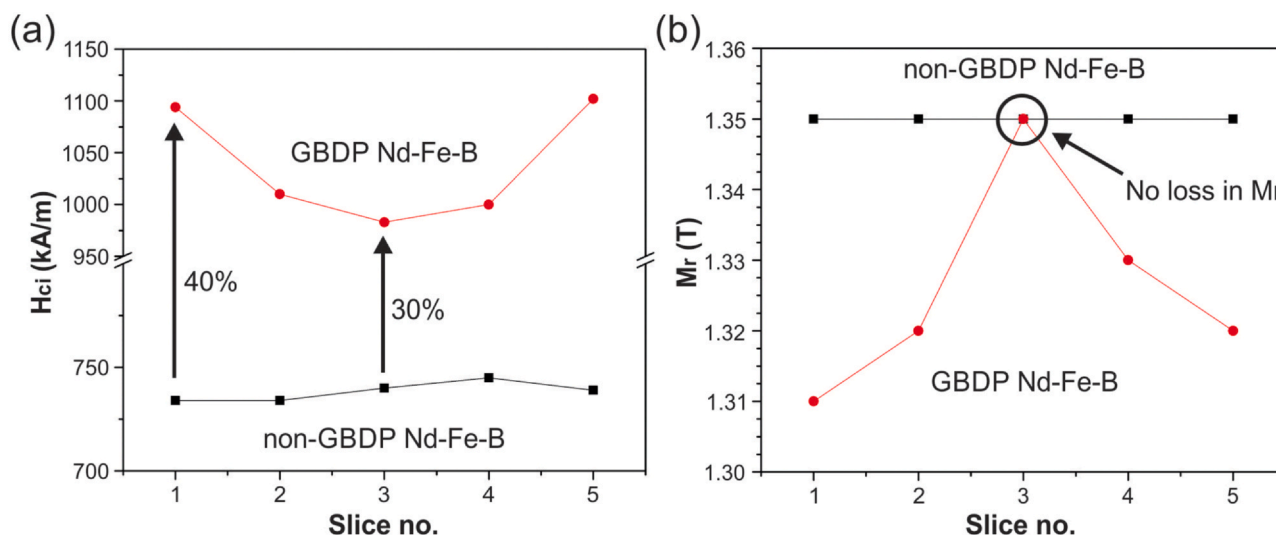 (a)
1150
1100
1050
1000
950
750
700
Hci (kA/m)
GBDP Nd-Fe-B
40%
30%
non-GBDP Nd-Fe-B
1 2 3 4 5
Slice no.
(b)
1.36
1.35
1.34
1.33
1.32
1.31
1.30
Mr (T)
non-GBDP Nd-Fe-B
No loss in Mr
GBDP Nd-Fe-B
1 2 3 4 5
Slice no.